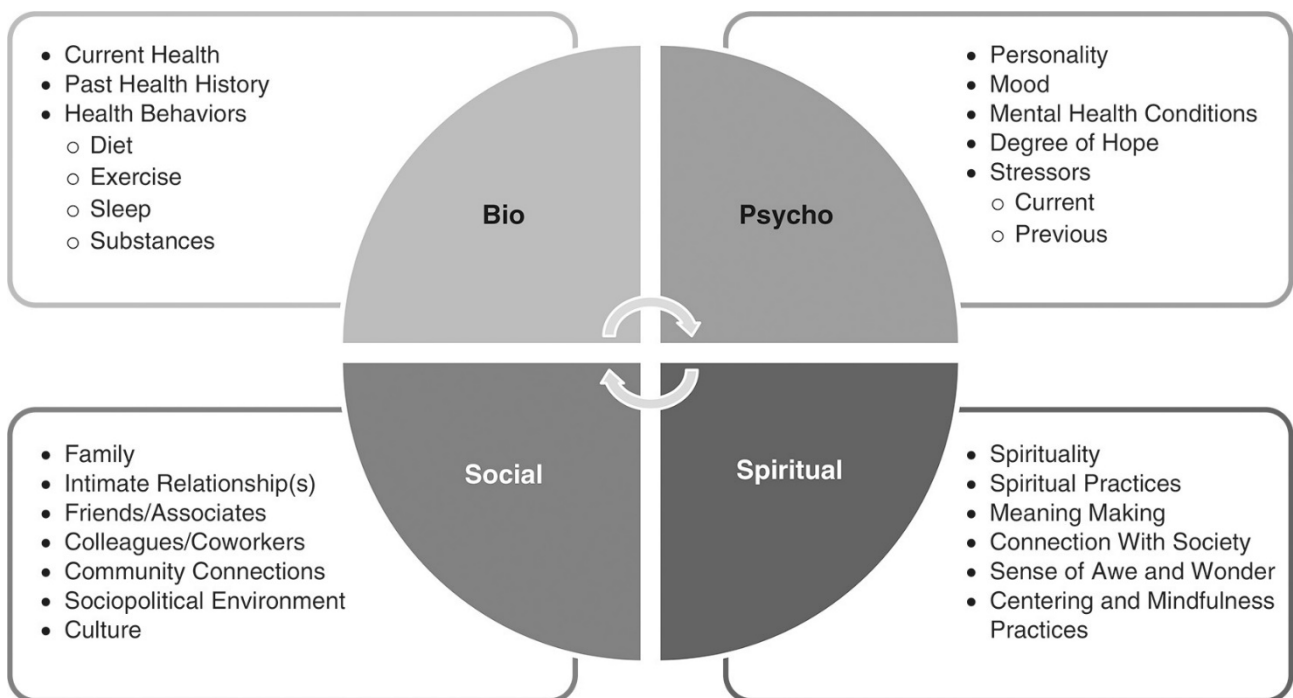 • Current Health
• Past Health History
• Health Behaviors
○ Diet
○ Exercise
○ Sleep
○ Substances
Bio
• Personality
• Mood
• Mental Health Conditions
• Degree of Hope
• Stressors
○ Current
○ Previous
Psycho
• Family
• Intimate Relationship(s)
• Friends/Associates
• Colleagues/Coworkers
• Community Connections
• Sociopolitical Environment
• Culture
Social
• Spirituality
• Spiritual Practices
• Meaning Making
• Connection With Society
• Sense of Awe and Wonder
• Centering and Mindfulness
Practices
Spiritual